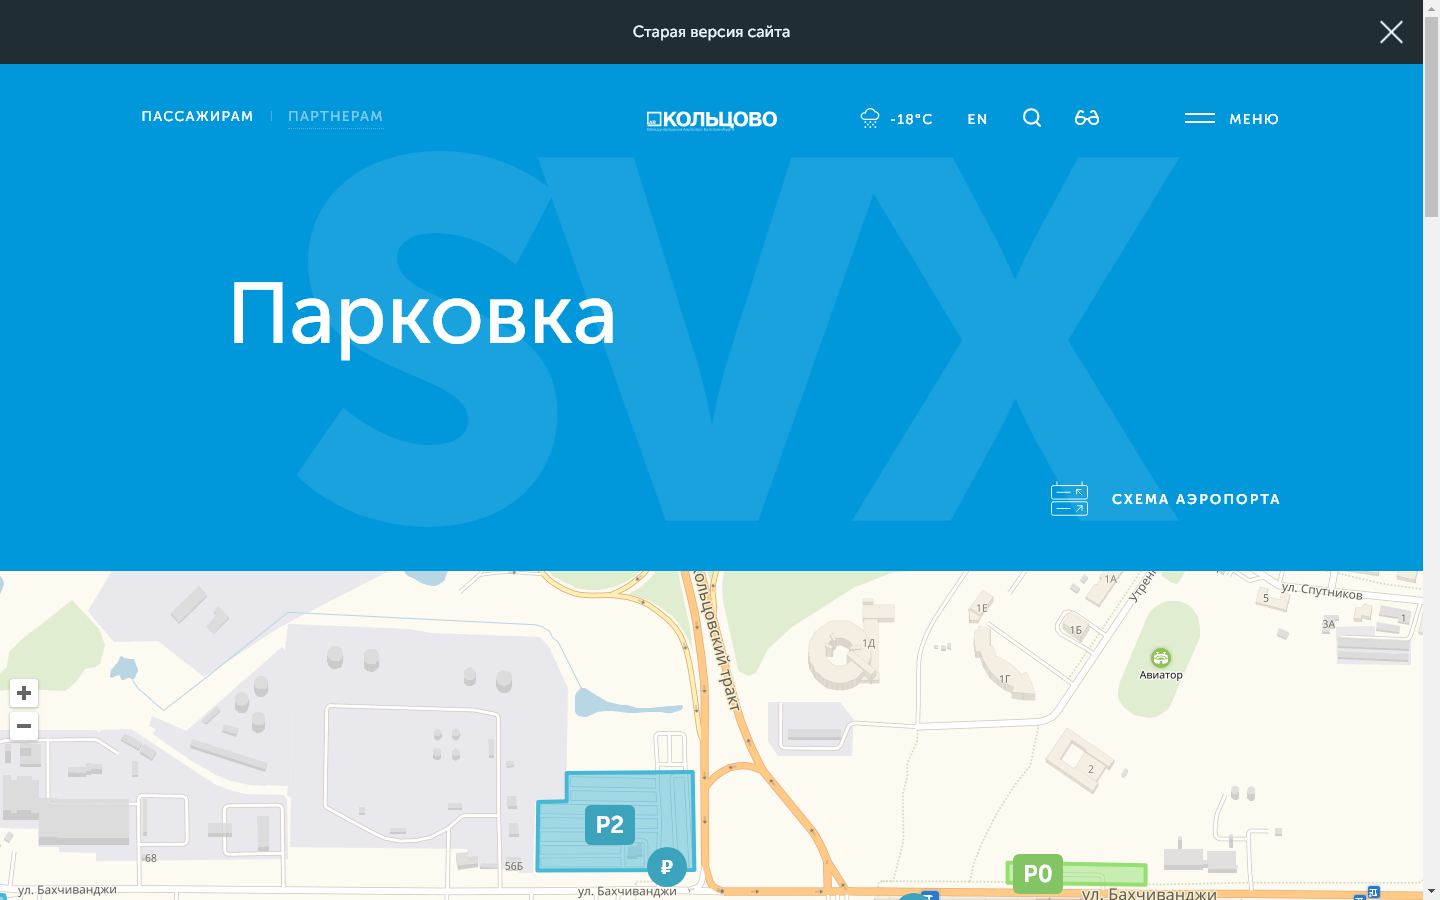 Старая версия сайта
ПАССАЖИРАМ
ПАРТНЕРАМ
КОЛЬЦОВО
-18°C
EN
МЕНЮ
SVX
Парковка
СХЕМА АЭРОПОРТА
Кольцовский тракт
1А
Утрен
ул. Спутников
5
1Е
1Б
1Д
1Г
3А
1
Авиатор
2
P2
₽
P0
68
56Б
ул. Бахчиванджи
ул. Бахчиванджи
ул. Бахчиванджи